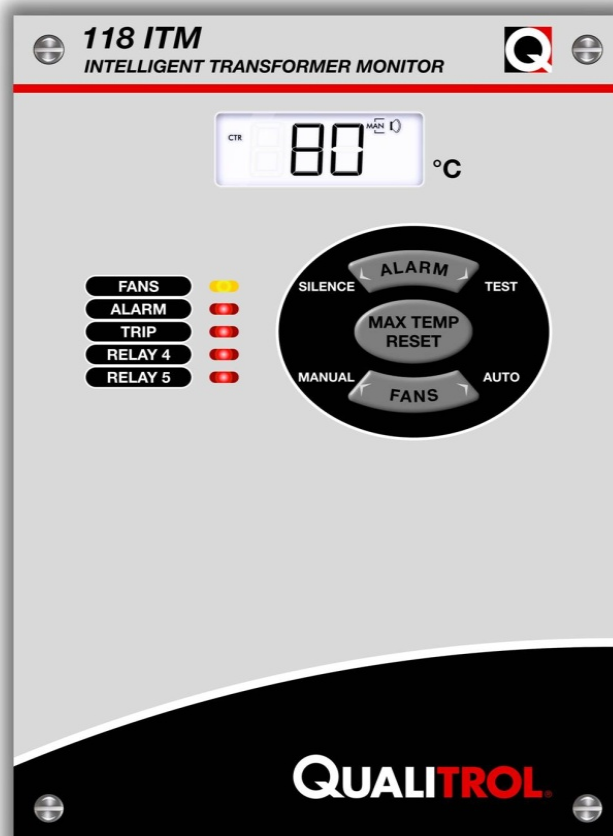 118 ITM
INTELLIGENT TRANSFORMER MONITOR
Q
CTR
80
MAN
°C
FANS
ALARM
TRIP
RELAY 4
RELAY 5
ALARM
SILENCE
TEST
MAX TEMP
RESET
MANUAL
AUTO
FANS
QUALITROL